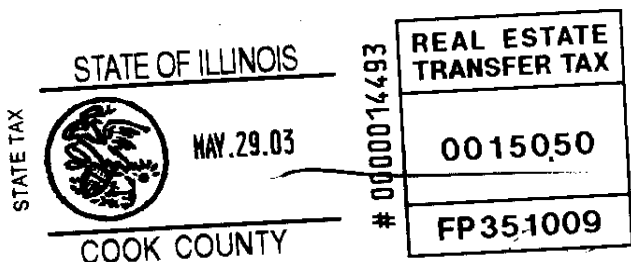 STATE OF ILLINOIS
STATE TAX
MAY.29.03
COOK COUNTY
# 0000014493
REAL ESTATE
TRANSFER TAX
0015050
FP351009